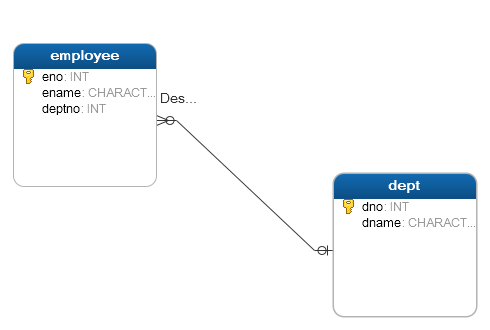 employee
eno: INT
ename: CHARACT...
deptno: INT
Des...
dept
dno: INT
dname: CHARACT...